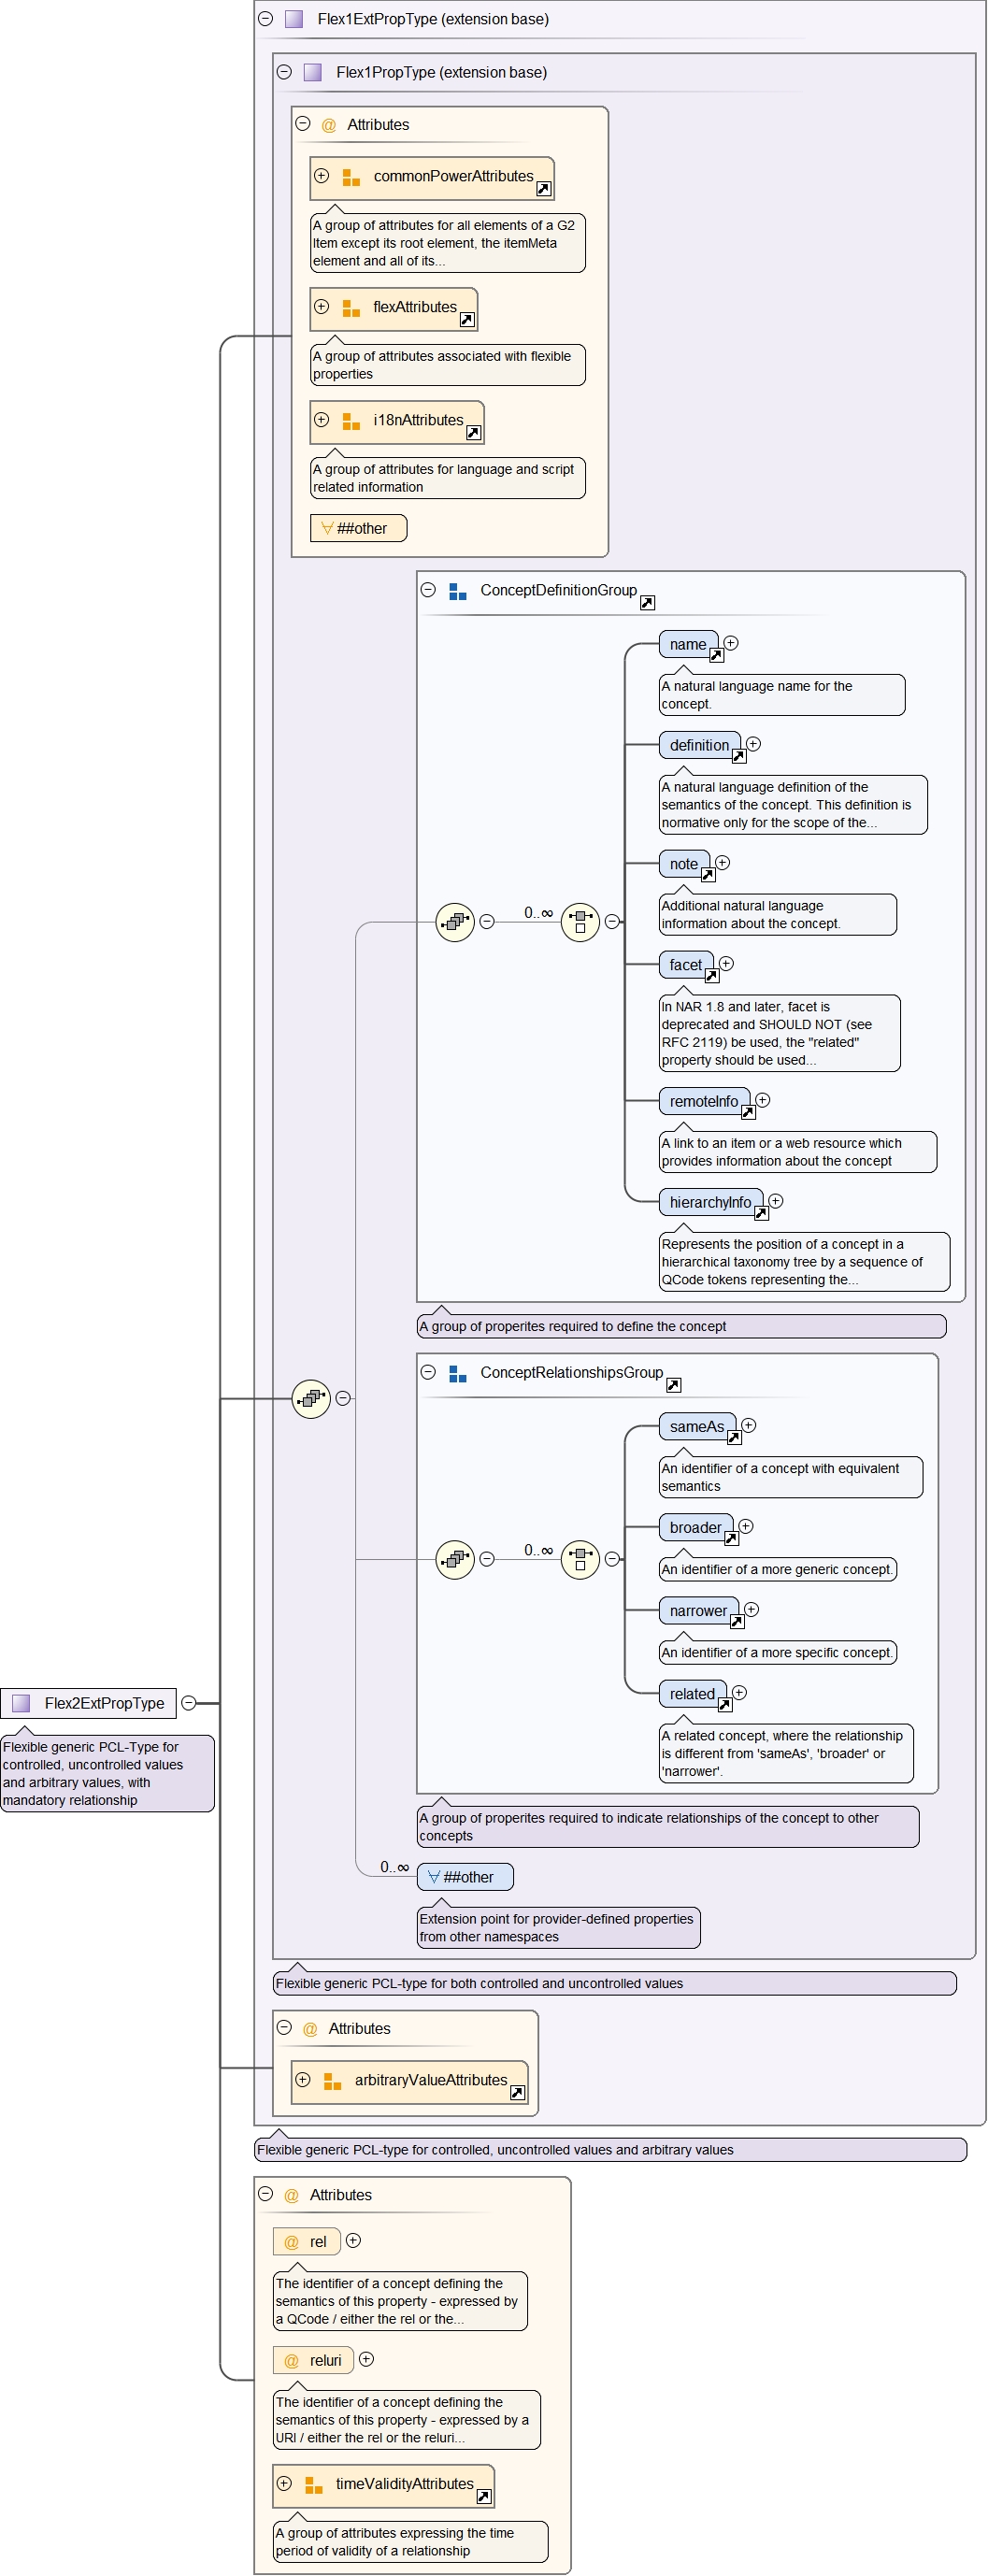 Flex1ExtPropType (extension base)
Flex1PropType (extension base)
@ Attributes
commonPowerAttributes
A group of attributes for all elements of a G2
Item except its root element, the itemMeta
element and all of its...
flexAttributes
A group of attributes associated with flexible
properties
i18nAttributes
A group of attributes for language and script
related information
∀ ##other
ConceptDefinitionGroup
name
A natural language name for the
concept.
definition
A natural language definition of the
semantics of the concept. This definition is
normative only for the scope of the...
note
Additional natural language
information about the concept.
0..∞
facet
In NAR 1.8 and later, facet is
deprecated and SHOULD NOT (see
RFC 2119) be used, the "related"
property should be used...
remoteInfo
A link to an item or a web resource which
provides information about the concept
hierarchyInfo
Represents the position of a concept in a
hierarchical taxonomy tree by a sequence of
QCode tokens representing the...
A group of properites required to define the concept
ConceptRelationshipsGroup
sameAs
An identifier of a concept with equivalent
semantics
0..∞
broader
An identifier of a more generic concept.
narrower
An identifier of a more specific concept.
related
A related concept, where the relationship
is different from 'sameAs', 'broader' or
'narrower'.
Flex2ExtPropType
Flexible generic PCL-Type for
controlled, uncontrolled values
and arbitrary values, with
mandatory relationship
A group of properites required to indicate relationships of the concept to other
concepts
0..∞
∀ ##other
Extension point for provider-defined properties
from other namespaces
Flexible generic PCL-type for both controlled and uncontrolled values
@ Attributes
arbitraryValueAttributes
Flexible generic PCL-type for controlled, uncontrolled values and arbitrary values
@ Attributes
@ rel
The identifier of a concept defining the
semantics of this property - expressed by
a QCode / either the rel or the...
@ reluri
The identifier of a concept defining the
semantics of this property - expressed by a
URI / either the rel or the reluri...
timeValidityAttributes
A group of attributes expressing the time
period of validity of a relationship